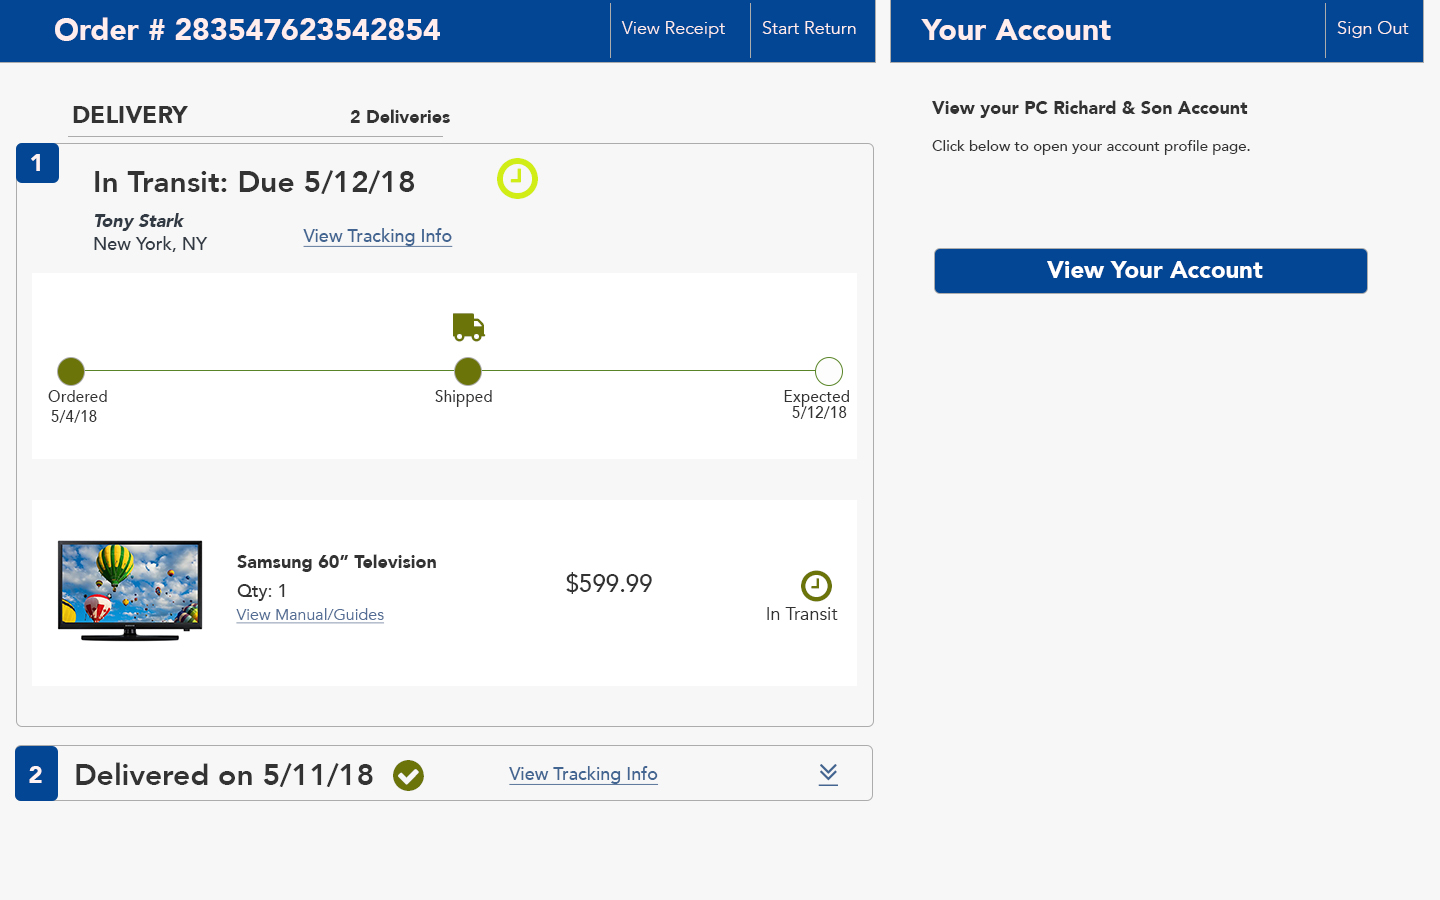 Order # 283547623542854
View Receipt
Start Return
Your Account
Sign Out
DELIVERY
2 Deliveries
1
In Transit: Due 5/12/18
Tony Stark
New York, NY
View Tracking Info
Ordered
5/4/18
Shipped
Expected
5/12/18
Samsung 60” Television
Qty: 1
View Manual/Guides
$599.99
In Transit
2
Delivered on 5/11/18
View Tracking Info
View your PC Richard & Son Account
Click below to open your account profile page.
View Your Account